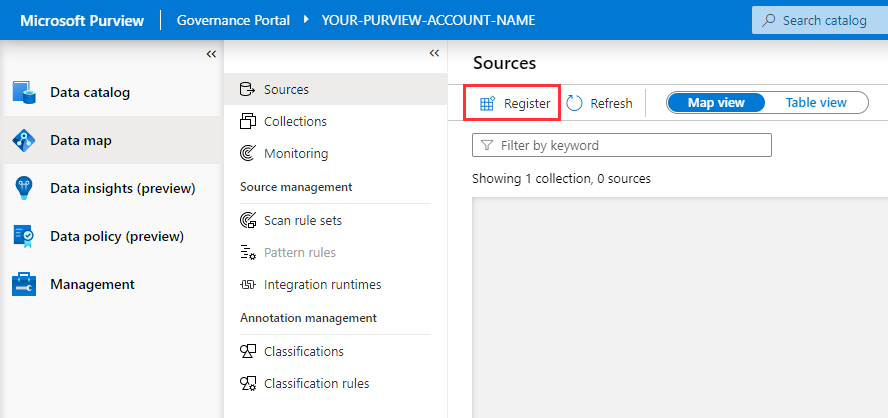 Microsoft Purview Governance Portal YOUR-PURVIEW-ACCOUNT-NAME Search catalog
Data catalog
Data map
Data insights (preview)
Data policy (preview)
Management
Sources
Collections
Monitoring
Source management
Scan rule sets
Pattern rules
Integration runtimes
Annotation management
Classifications
Classification rules
Sources
Register Refresh Map view Table view
Filter by keyword
Showing 1 collection, 0 sources